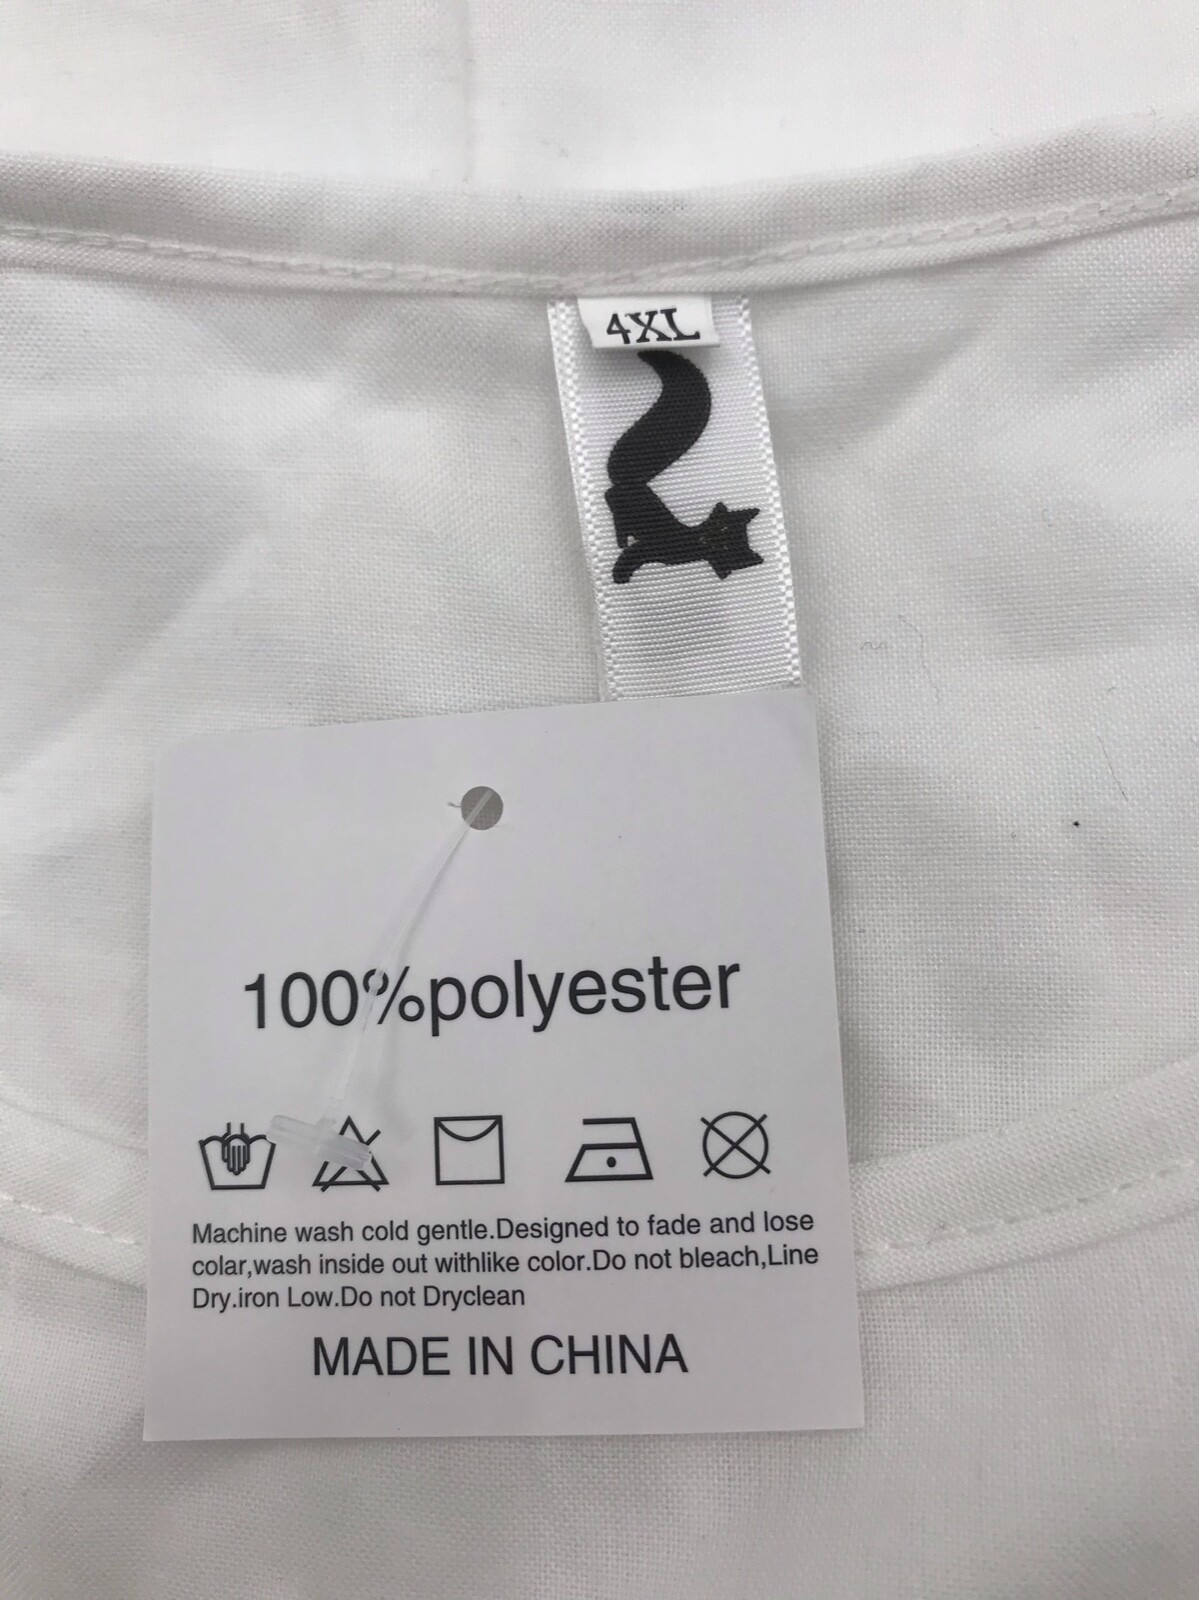 4XL
100%polyester
Machine wash cold gentle.Designed to fade and lose
colar,wash inside out withlike color.Do not bleach,Line
Dry.iron Low.Do not Dryclean
MADE IN CHINA